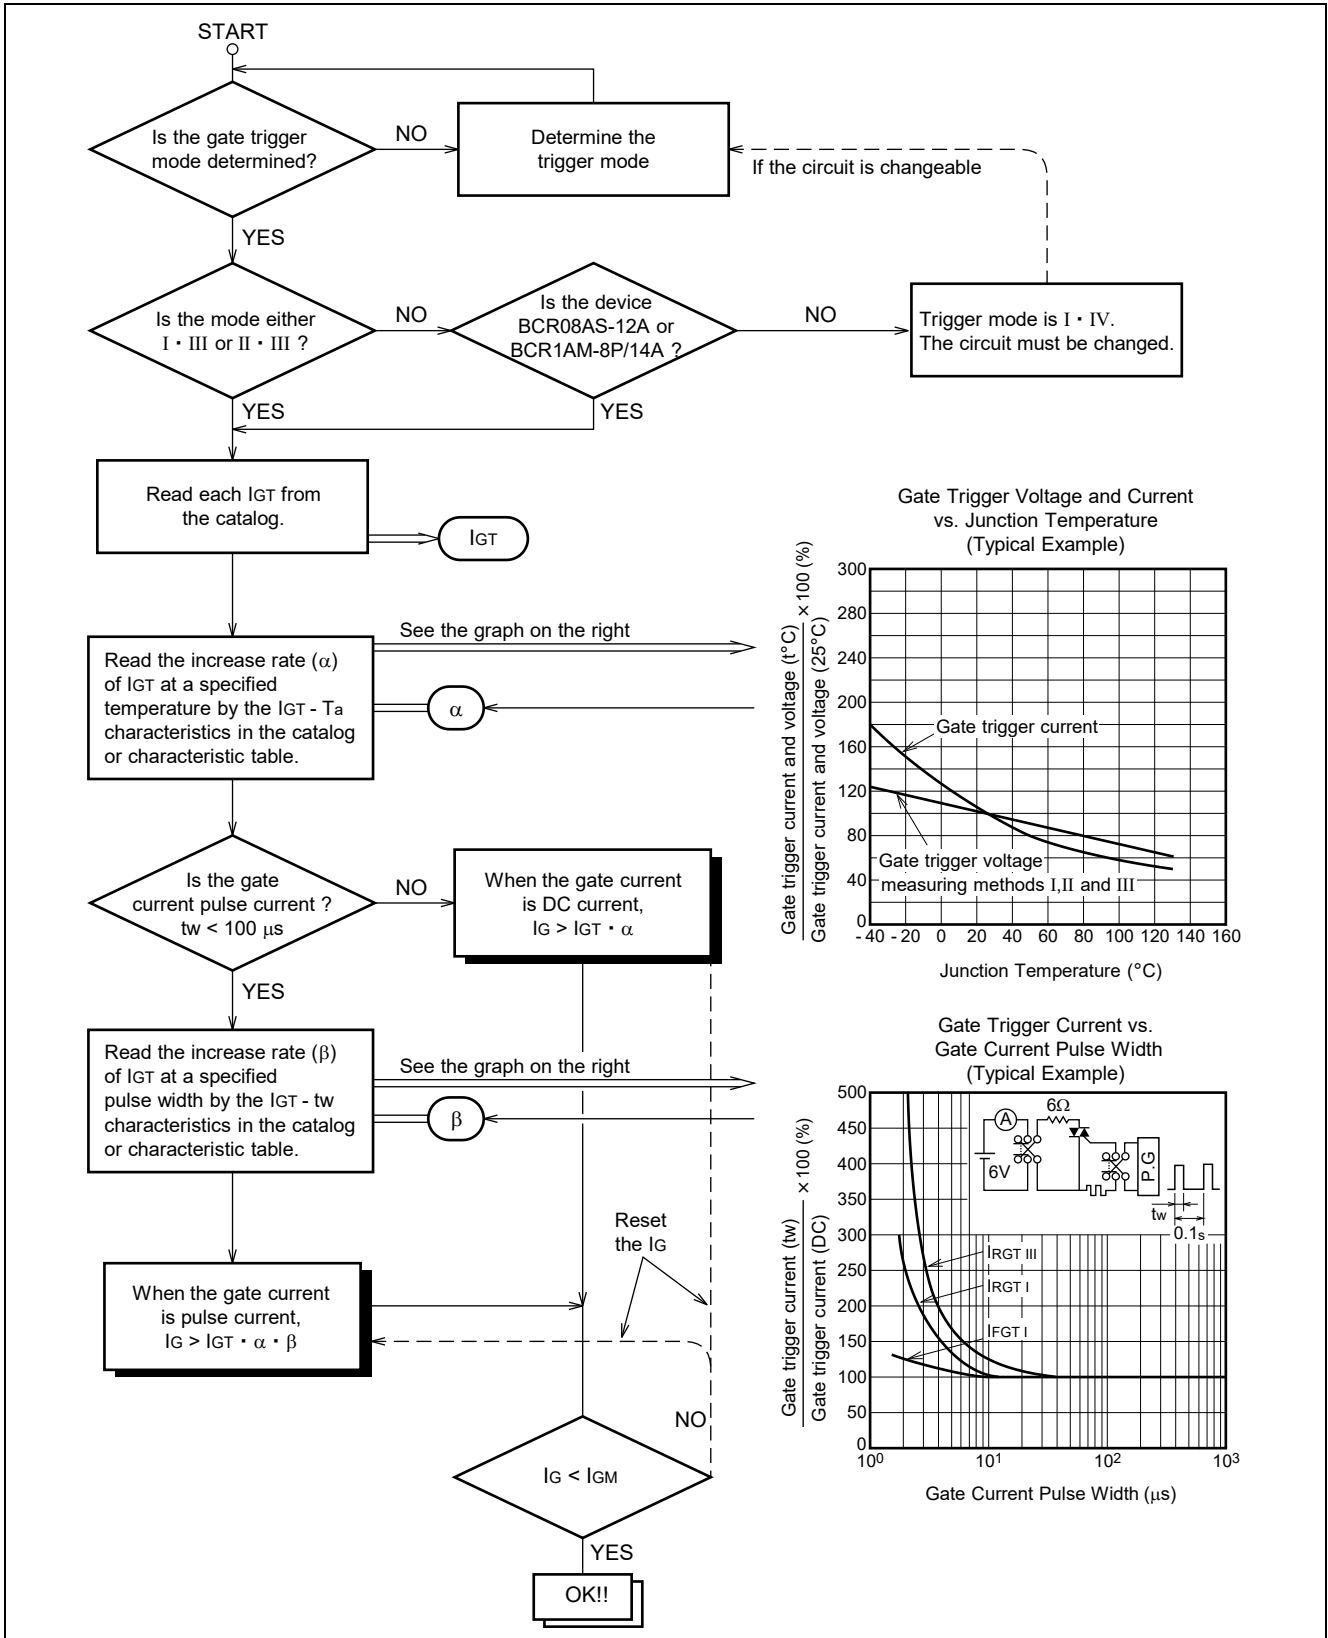 START
Is the gate trigger
mode determined?
NO
Determine the
trigger mode
If the circuit is changeable
YES
Is the mode either
I・III or II・III ?
NO
Is the device
BCR08AS-12A or
BCR1AM-8P/14A ?
NO
Trigger mode is I・IV.
The circuit must be changed.
YES
YES
Read each IGT from
the catalog.
IGT
See the graph on the right
Read the increase rate (α)
of IGT at a specified
temperature by the IGT - Ta
characteristics in the catalog
or characteristic table.
α
Gate Trigger Voltage and Current
vs. Junction Temperature
(Typical Example)
Gate trigger current and voltage (t°C)
Gate trigger current and voltage (25°C)
×100 (%)
300
280
240
200
160
120
80
40
0
Gate trigger current
Gate trigger voltage
measuring methods I,II and III
-40 -20 0 20 40 60 80 100 120 140 160
Junction Temperature (°C)
Is the gate
current pulse current ?
tw < 100 μs
NO
When the gate current
is DC current,
IG > IGT・α
YES
Read the increase rate (β)
of IGT at a specified
pulse width by the IGT - tw
characteristics in the catalog
or characteristic table.
See the graph on the right
β
Gate Trigger Current vs.
Gate Current Pulse Width
(Typical Example)
Gate trigger current (tw)
Gate trigger current (DC)
×100 (%)
500
450
400
350
300
250
200
150
100
50
0
A
6Ω
6V
P.G
tw
0.1s
IRGT III
IRGT I
IFGT I
10⁰ 10¹ 10² 10³
Gate Current Pulse Width (μs)
Reset
the IG
When the gate current
is pulse current,
IG > IGT・α・β
NO
IG < IGM
YES
OK!!